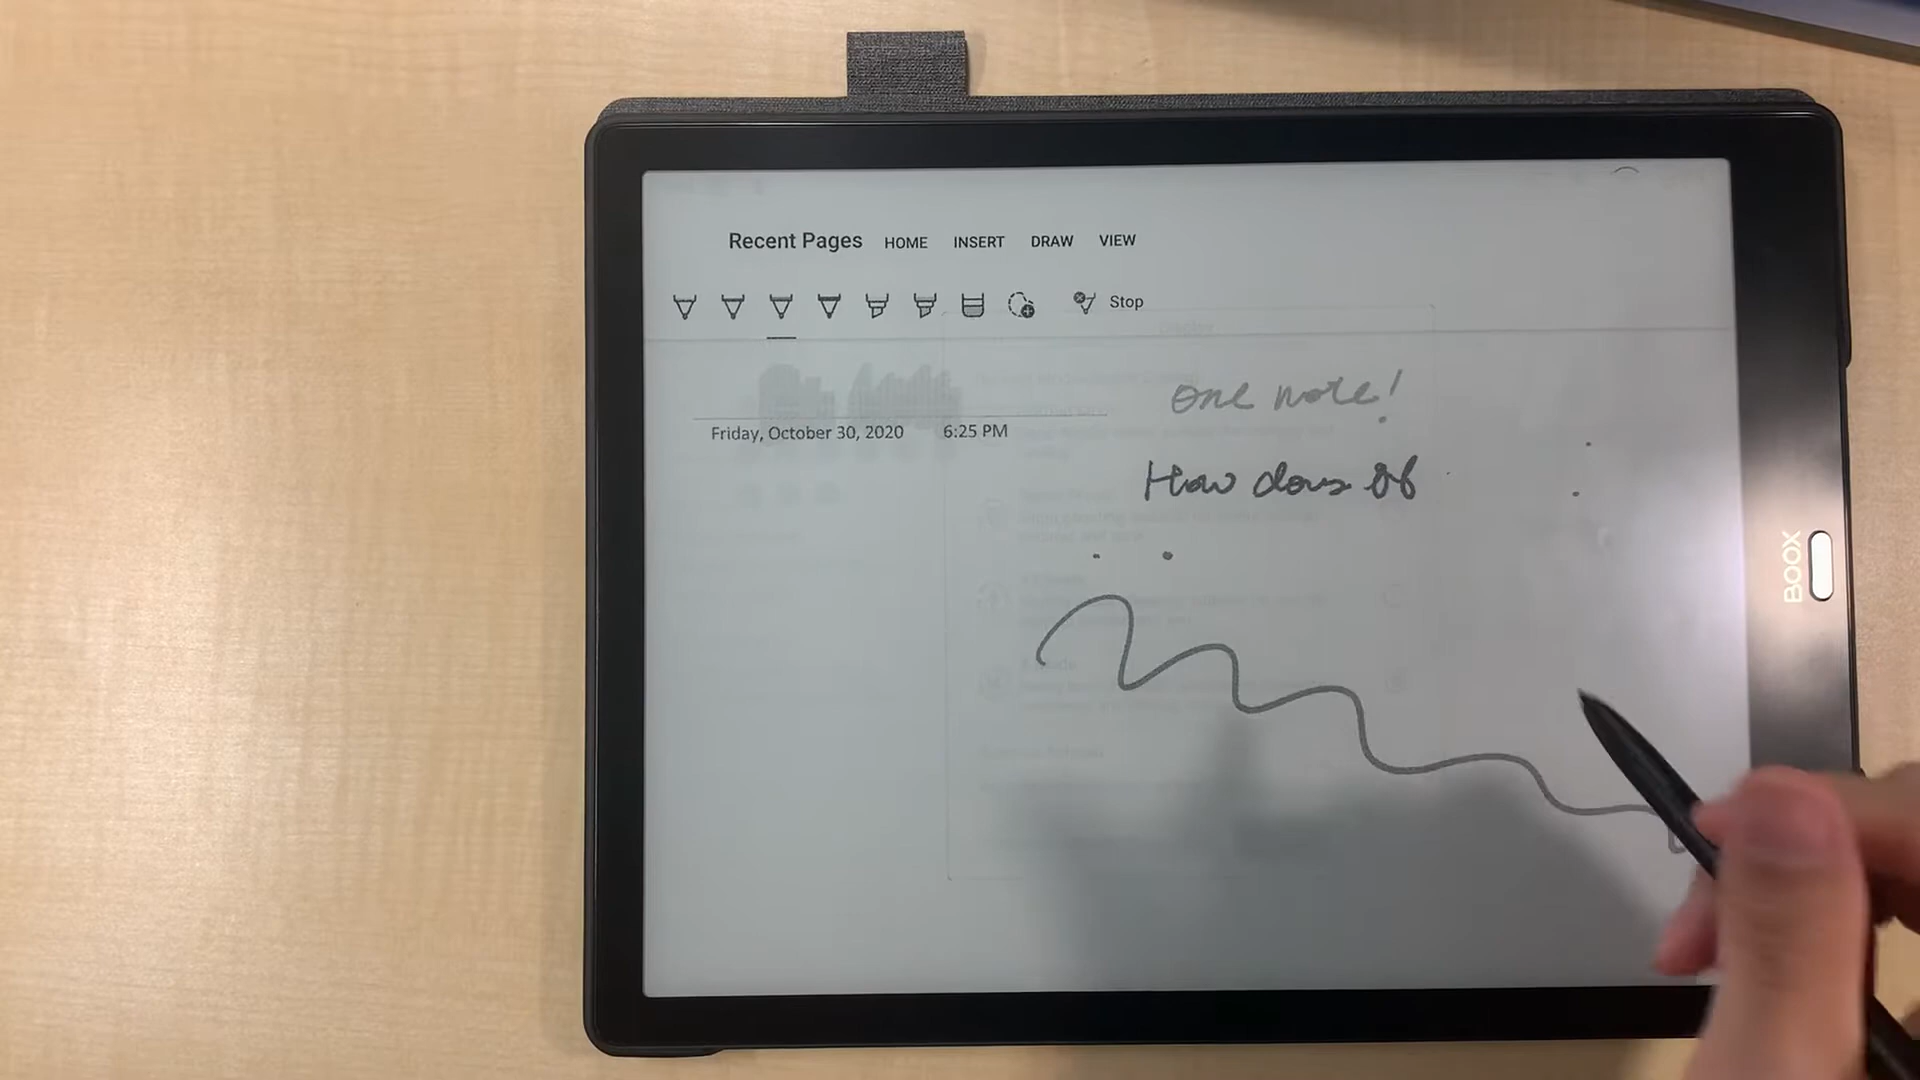 Recent Pages HOME INSERT DRAW VIEW
Stop
one note!
Friday, October 30, 2020 6:25 PM
How does
BOOX